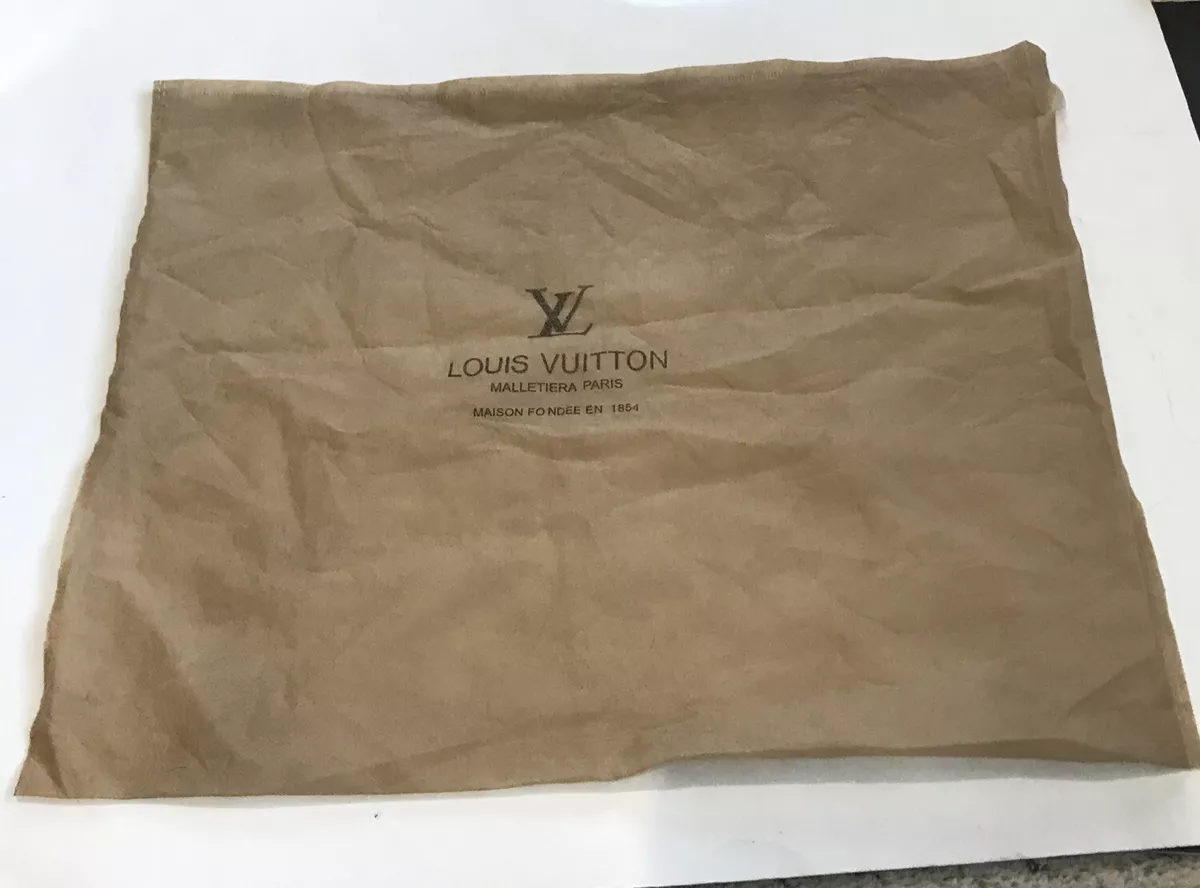 LV
LOUIS VUITTON
MALLETIERA PARIS
MAISON FONDEE EN 1854